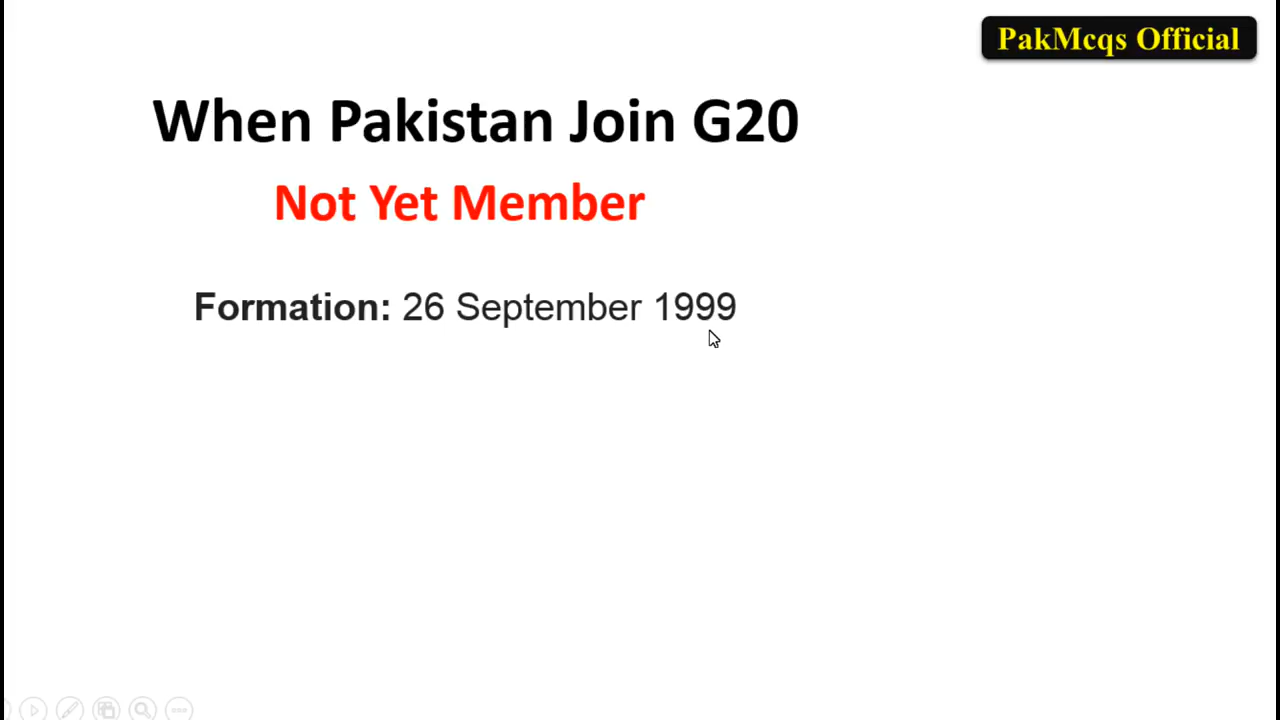 PakMcqs Official
When Pakistan Join G20
Not Yet Member
Formation: 26 September 1999